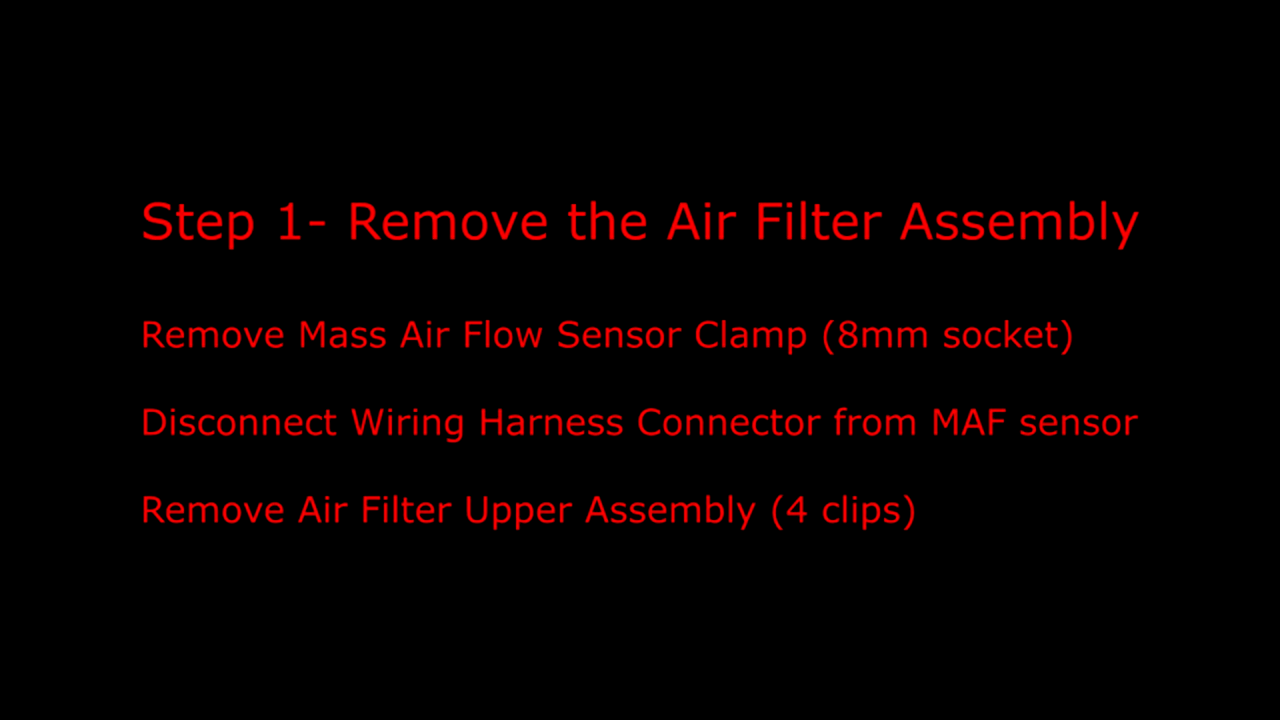 Step 1- Remove the Air Filter Assembly
Remove Mass Air Flow Sensor Clamp (8mm socket)
Disconnect Wiring Harness Connector from MAF sensor
Remove Air Filter Upper Assembly (4 clips)